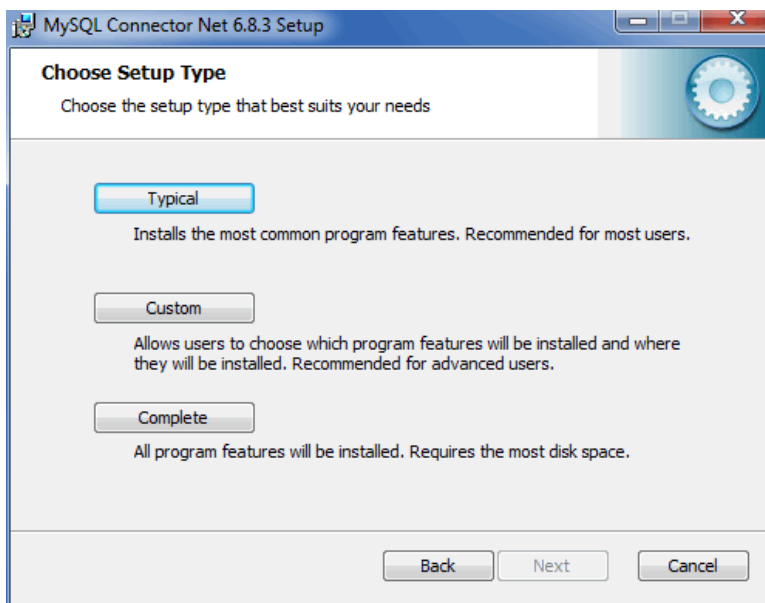 MySQL Connector Net 6.8.3 Setup
Choose Setup Type
Choose the setup type that best suits your needs
Typical
Installs the most common program features. Recommended for most users.
Custom
Allows users to choose which program features will be installed and where
they will be installed. Recommended for advanced users.
Complete
All program features will be installed. Requires the most disk space.
Back Next Cancel